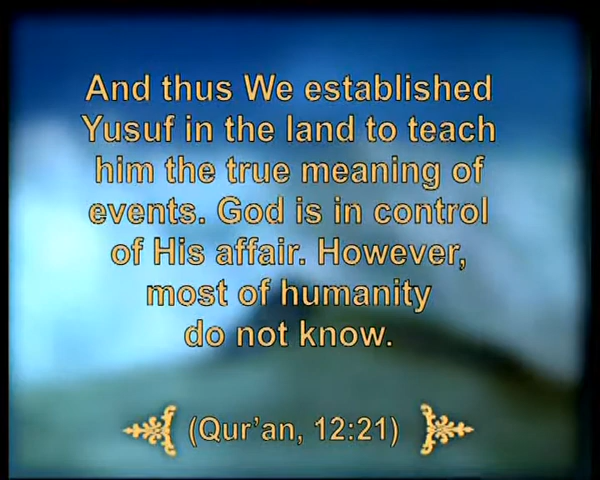 And thus We established
Yusuf in the land to teach
him the true meaning of
events. God is in control
of His affair. However,
most of humanity
do not know.
(Qur'an, 12:21)